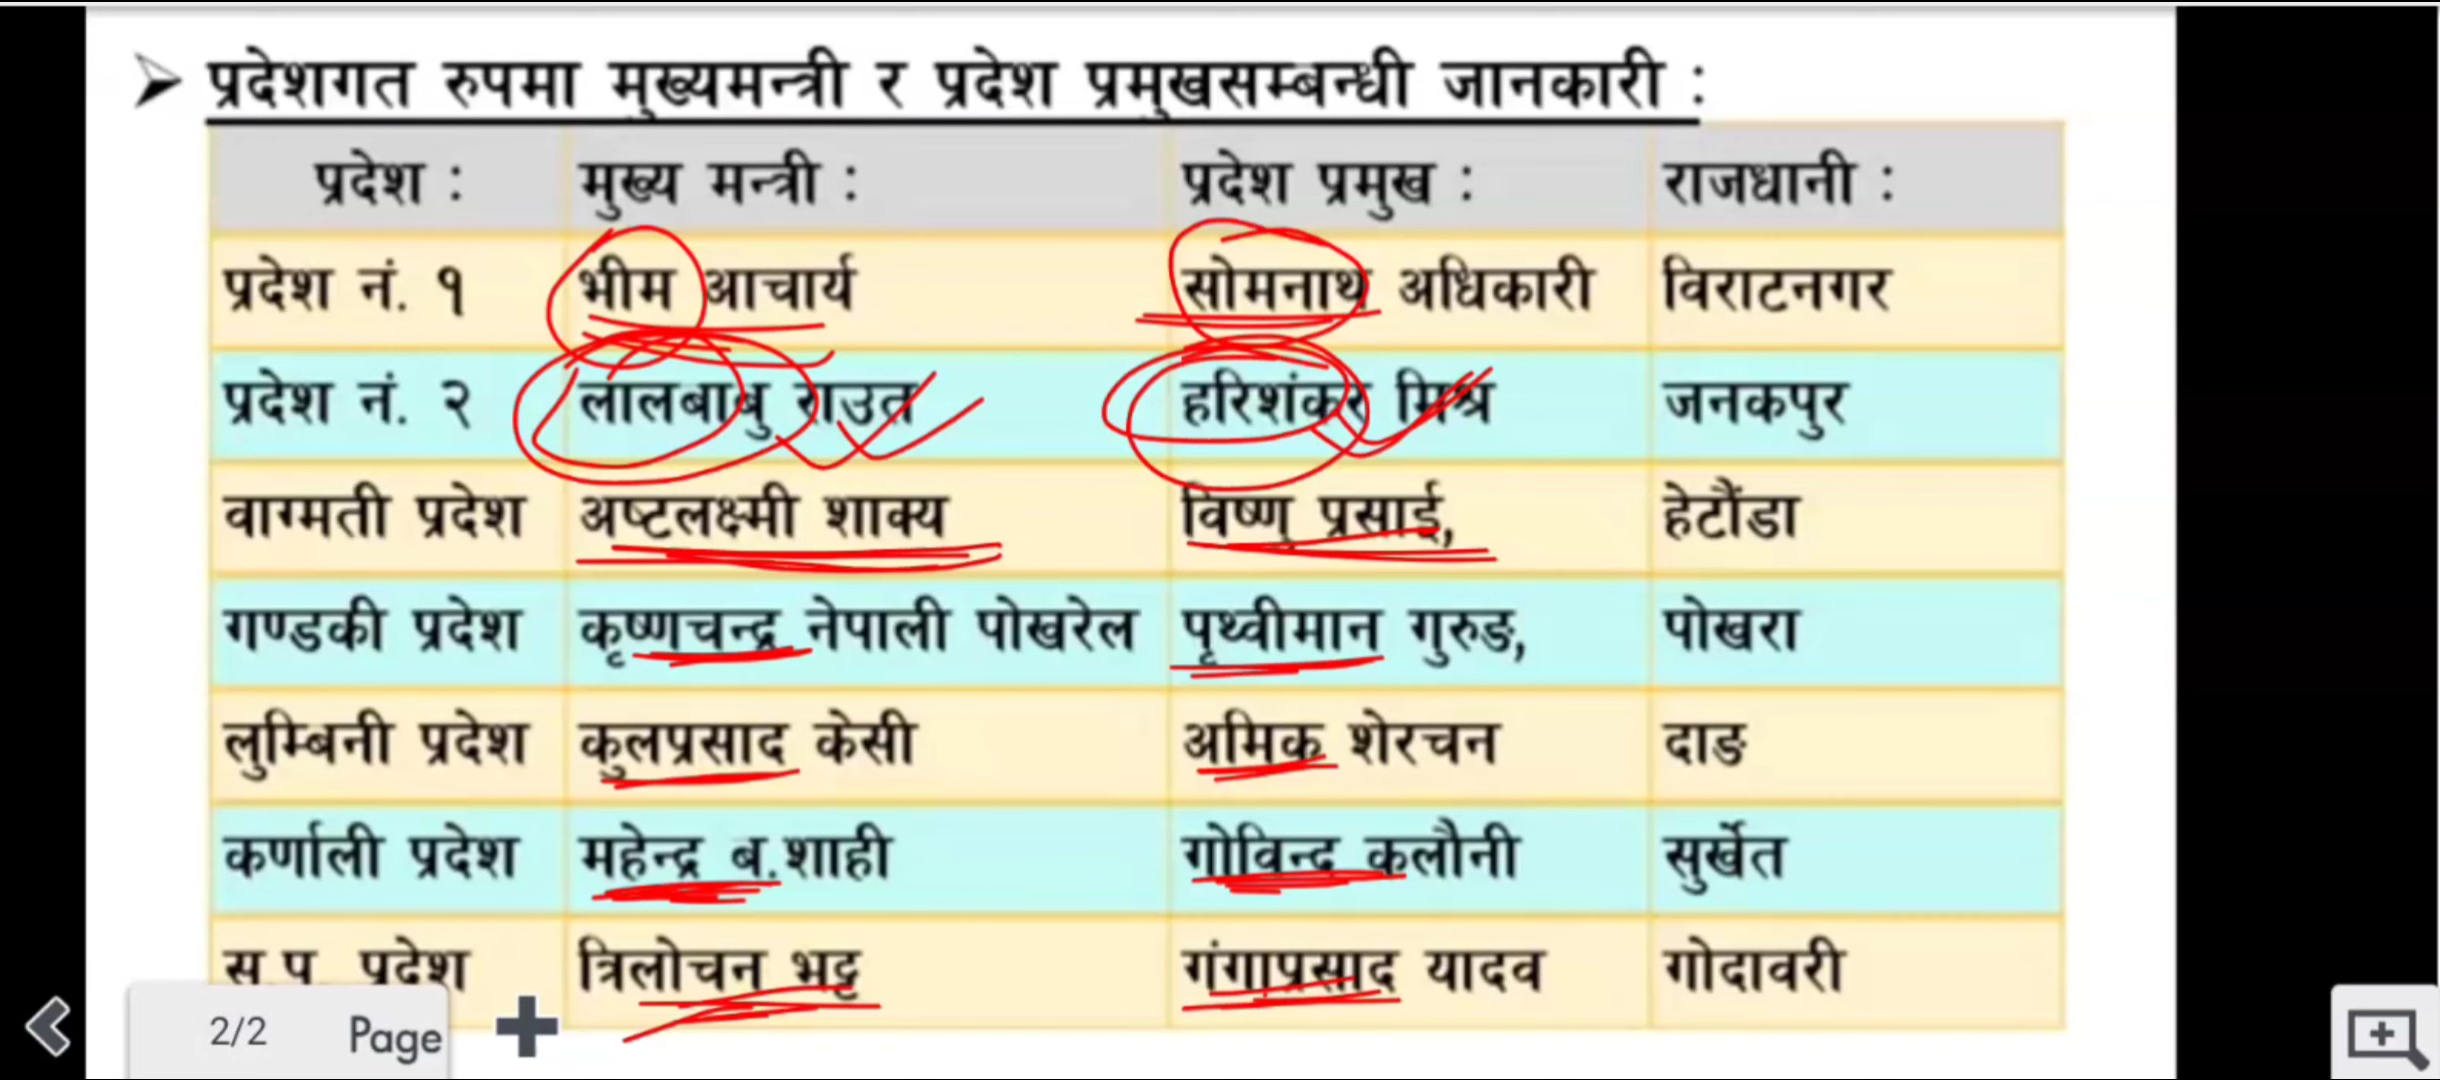 ➢ प्रदेशगत रुपमा मुख्यमन्त्री र प्रदेश प्रमुखसम्बन्धी जानकारी :
प्रदेश : मुख्य मन्त्री : प्रदेश प्रमुख : राजधानी :
प्रदेश नं. १ भीम आचार्य सोमनाथ अधिकारी विराटनगर
प्रदेश नं. २ लालबाबु राउत हरिशंकर मिश्र जनकपुर
वाग्मती प्रदेश अष्टलक्ष्मी शाक्य विष्णु प्रसाई, हेटौंडा
गण्डकी प्रदेश कृष्णचन्द्र नेपाली पोखरेल पृथ्वीमान गुरुङ, पोखरा
लुम्बिनी प्रदेश कुलप्रसाद केसी अमिक शेरचन दाङ
कर्णाली प्रदेश महेन्द्र ब.शाही गोविन्द कलौनी सुर्खेत
स.प. प्रदेश त्रिलोचन भट्ट गंगाप्रसाद यादव गोदावरी
2/2 Page